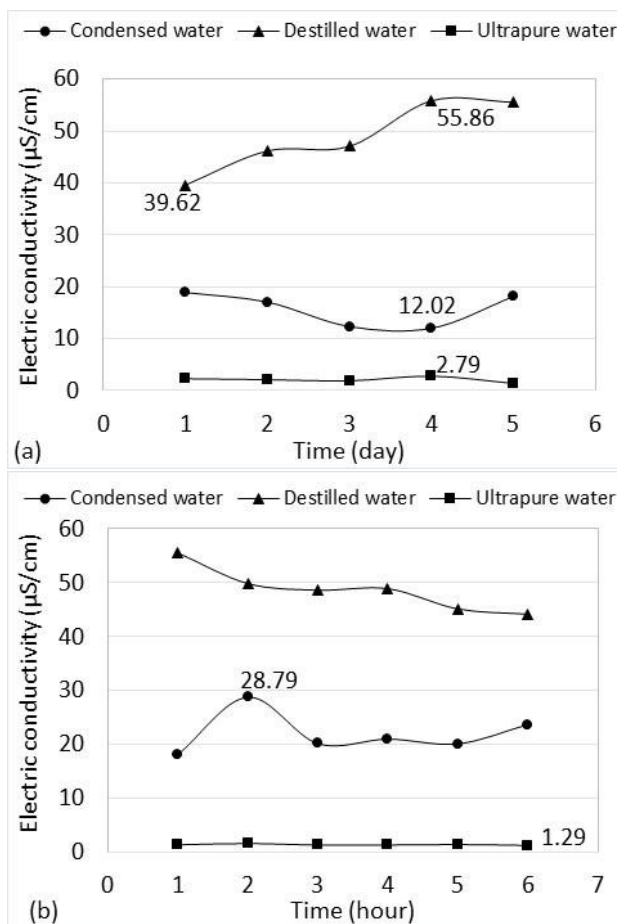 Condensed water Destilled water Ultrapure water
Electric conductivity (µS/cm)
60
50
40
30
20
10
0
39.62
55.86
12.02
2.79
0 1 2 3 4 5 6
Time (day)
(a)
Condensed water Destilled water Ultrapure water
Electric conductivity (µS/cm)
60
50
40
30
20
10
0
28.79
1.29
0 1 2 3 4 5 6 7
Time (hour)
(b)